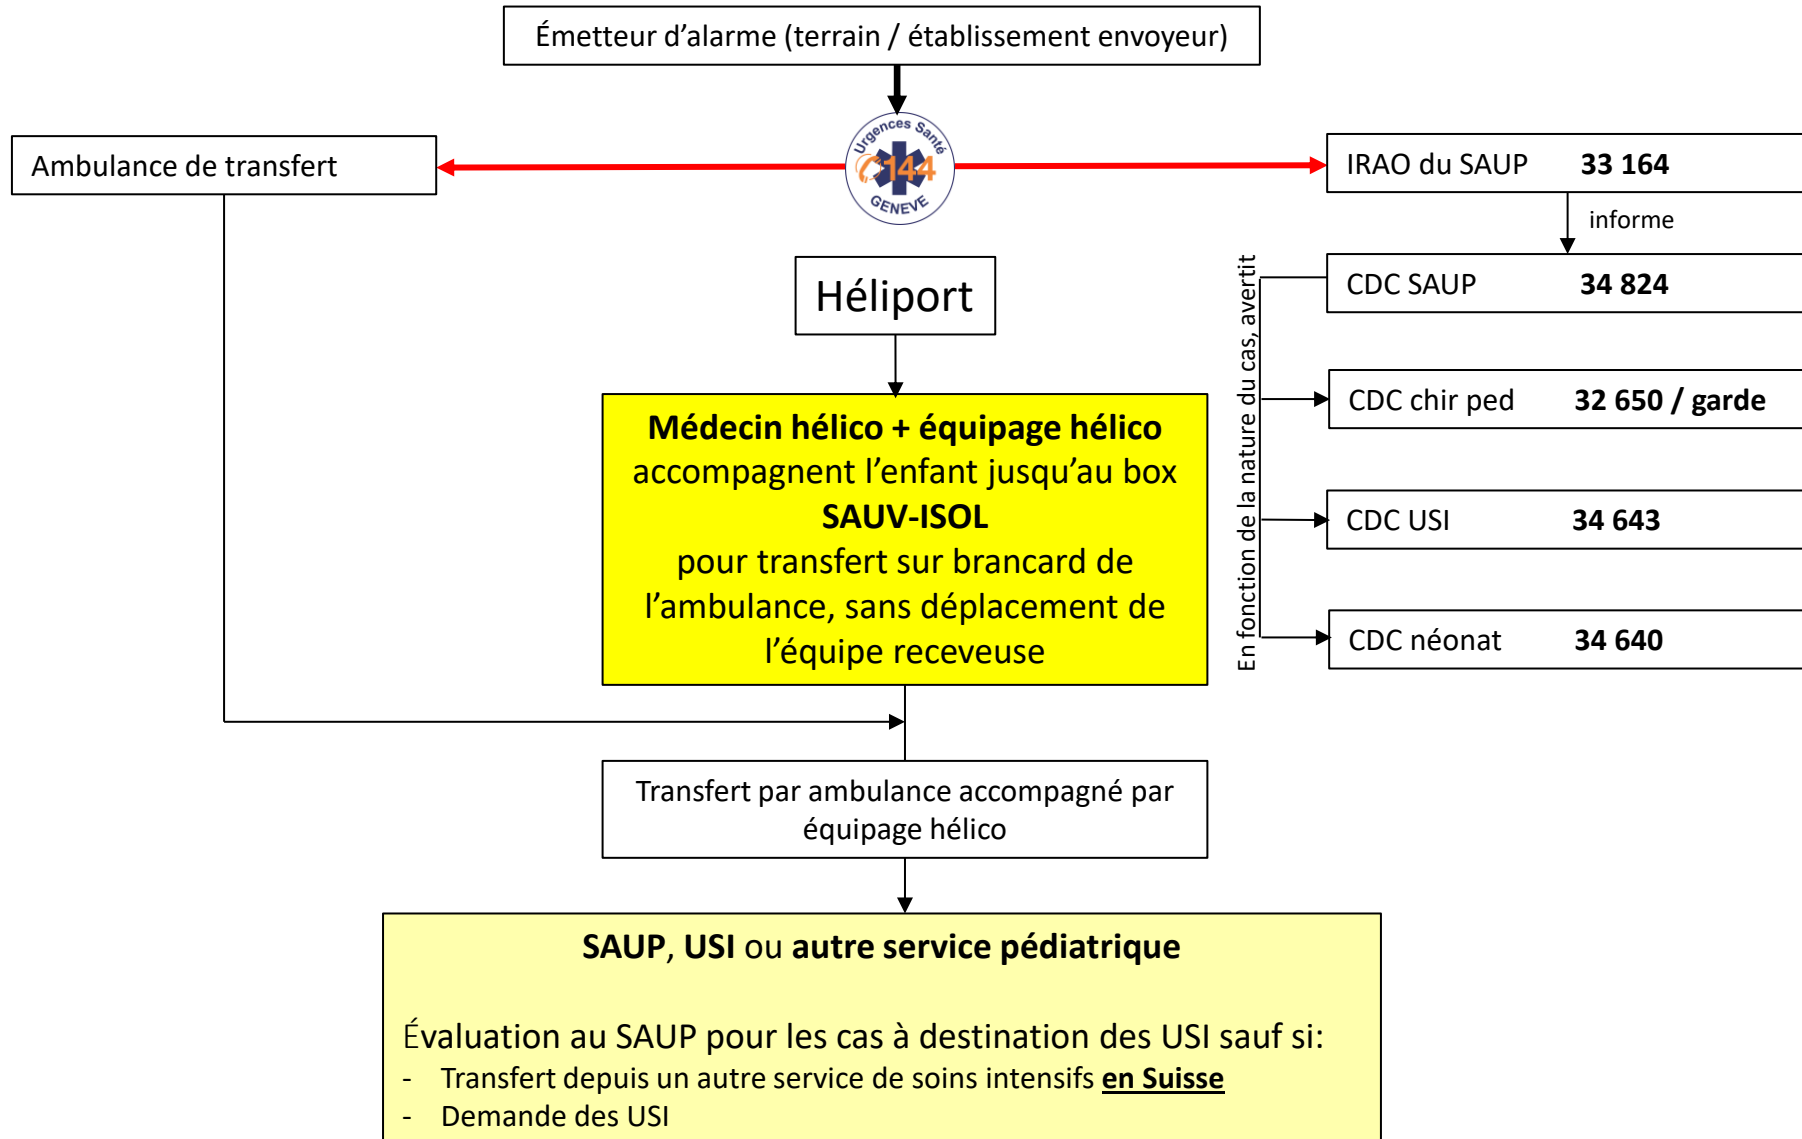 Émetteur d’alarme (terrain / établissement envoyeur)
Urgences Santé
144
GENEVE
Ambulance de transfert
IRAO du SAUP 33 164
informe
CDC SAUP 34 824
En fonction de la nature du cas, avertit
CDC chir ped 32 650 / garde
CDC USI 34 643
CDC néonat 34 640
Héliport
Médecin hélico + équipage hélico
accompagnent l’enfant jusqu’au box
SAUV-ISOL
pour transfert sur brancard de
l’ambulance, sans déplacement de
l’équipe receveuse
Transfert par ambulance accompagné par
équipage hélico
SAUP, USI ou autre service pédiatrique
Évaluation au SAUP pour les cas à destination des USI sauf si:
- Transfert depuis un autre service de soins intensifs en Suisse
- Demande des USI